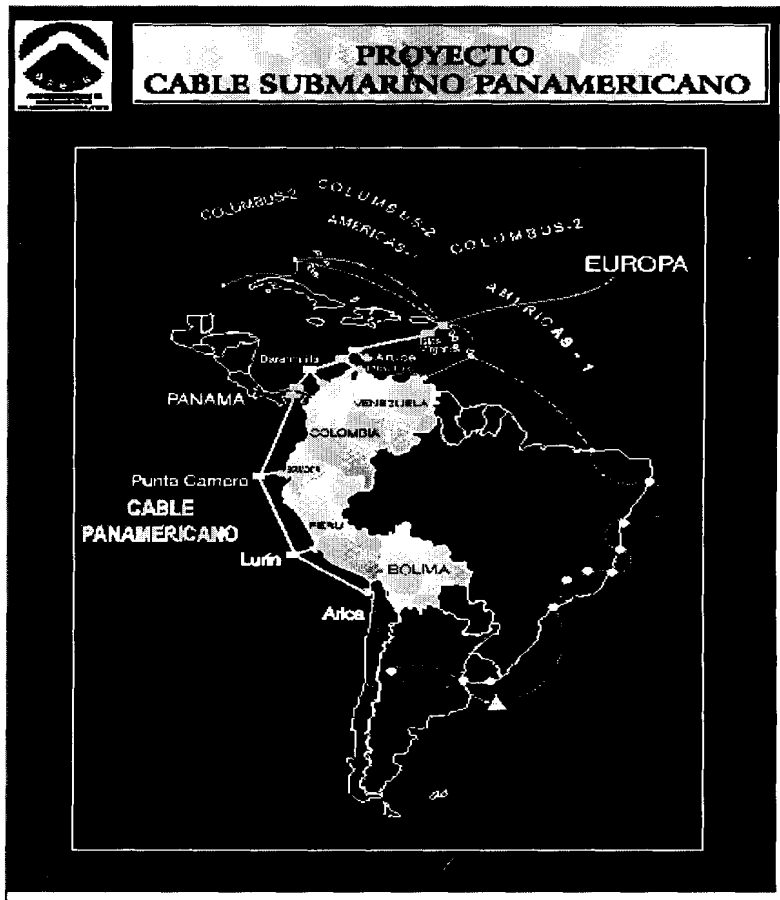 PROYECTO
CABLE SUBMARINO PANAMERICANO
COLUMBUS-2
COLUMBUS-2
AMERICAS-1
COLUMBUS-2
EUROPA
AMERICAS-1
PANAMA
VENEZUELA
COLOMBIA
Punta Carnero
CABLE
PANAMERICANO
PERU
Lurín
BOLIVIA
Arica